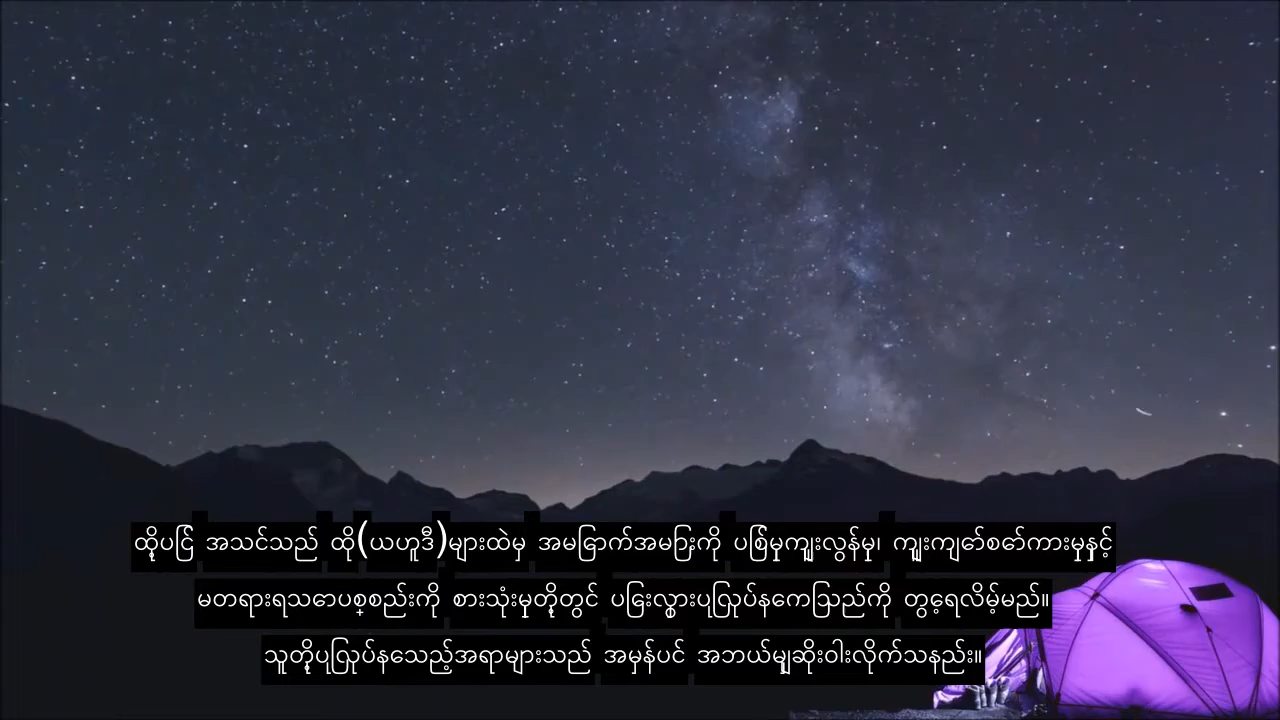 ထို့ပြင် အသင်သည် ထို(ယဟူဒီ)များထဲမှ အမြောက်အမြားကို ပြစ်မှုကျူးလွန်မှု၊ ကျူးကျော်စော်ကားမှုနှင့်
မတရားရသောပစ္စည်းကို စားသုံးမှုတို့တွင် ပြေးလွှားပြုလုပ်နေကြသည်ကို တွေ့ရလိမ့်မည်။
သူတို့ပြုလုပ်နေသည့်အရာများသည် အမှန်ပင် အဘယ်မျှဆိုးဝါးလိုက်သနည်း။